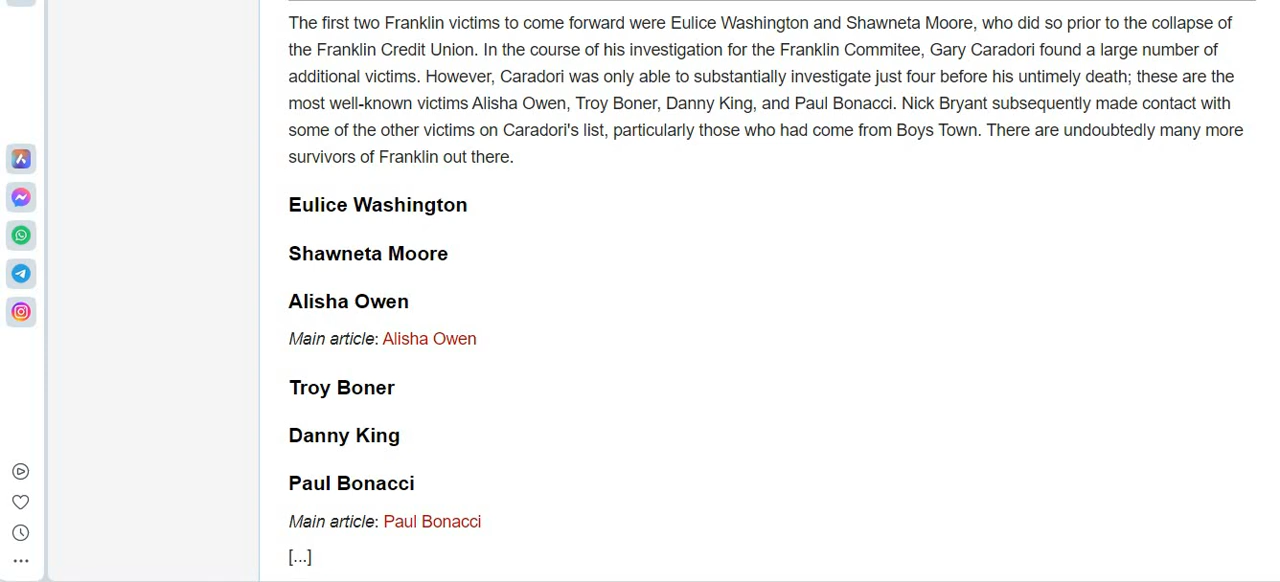 The first two Franklin victims to come forward were Eulice Washington and Shawneta Moore, who did so prior to the collapse of
the Franklin Credit Union. In the course of his investigation for the Franklin Commitee, Gary Caradori found a large number of
additional victims. However, Caradori was only able to substantially investigate just four before his untimely death; these are the
most well-known victims Alisha Owen, Troy Boner, Danny King, and Paul Bonacci. Nick Bryant subsequently made contact with
some of the other victims on Caradori's list, particularly those who had come from Boys Town. There are undoubtedly many more
survivors of Franklin out there.
Eulice Washington
Shawneta Moore
Alisha Owen
Main article: Alisha Owen
Troy Boner
Danny King
Paul Bonacci
Main article: Paul Bonacci
[...]